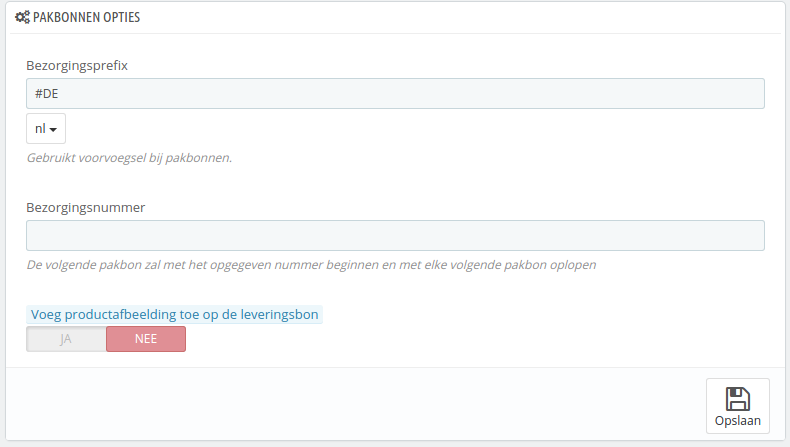 PAKBONNEN OPTIES
Bezorgingsprefix
#DE
nl
Gebruikt voorvoegsel bij pakbonnen.
Bezorgingsnummer
De volgende pakbon zal met het opgegeven nummer beginnen en met elke volgende pakbon oplopen
Voeg productafbeelding toe op de leveringsbon
JA NEE
Opslaan